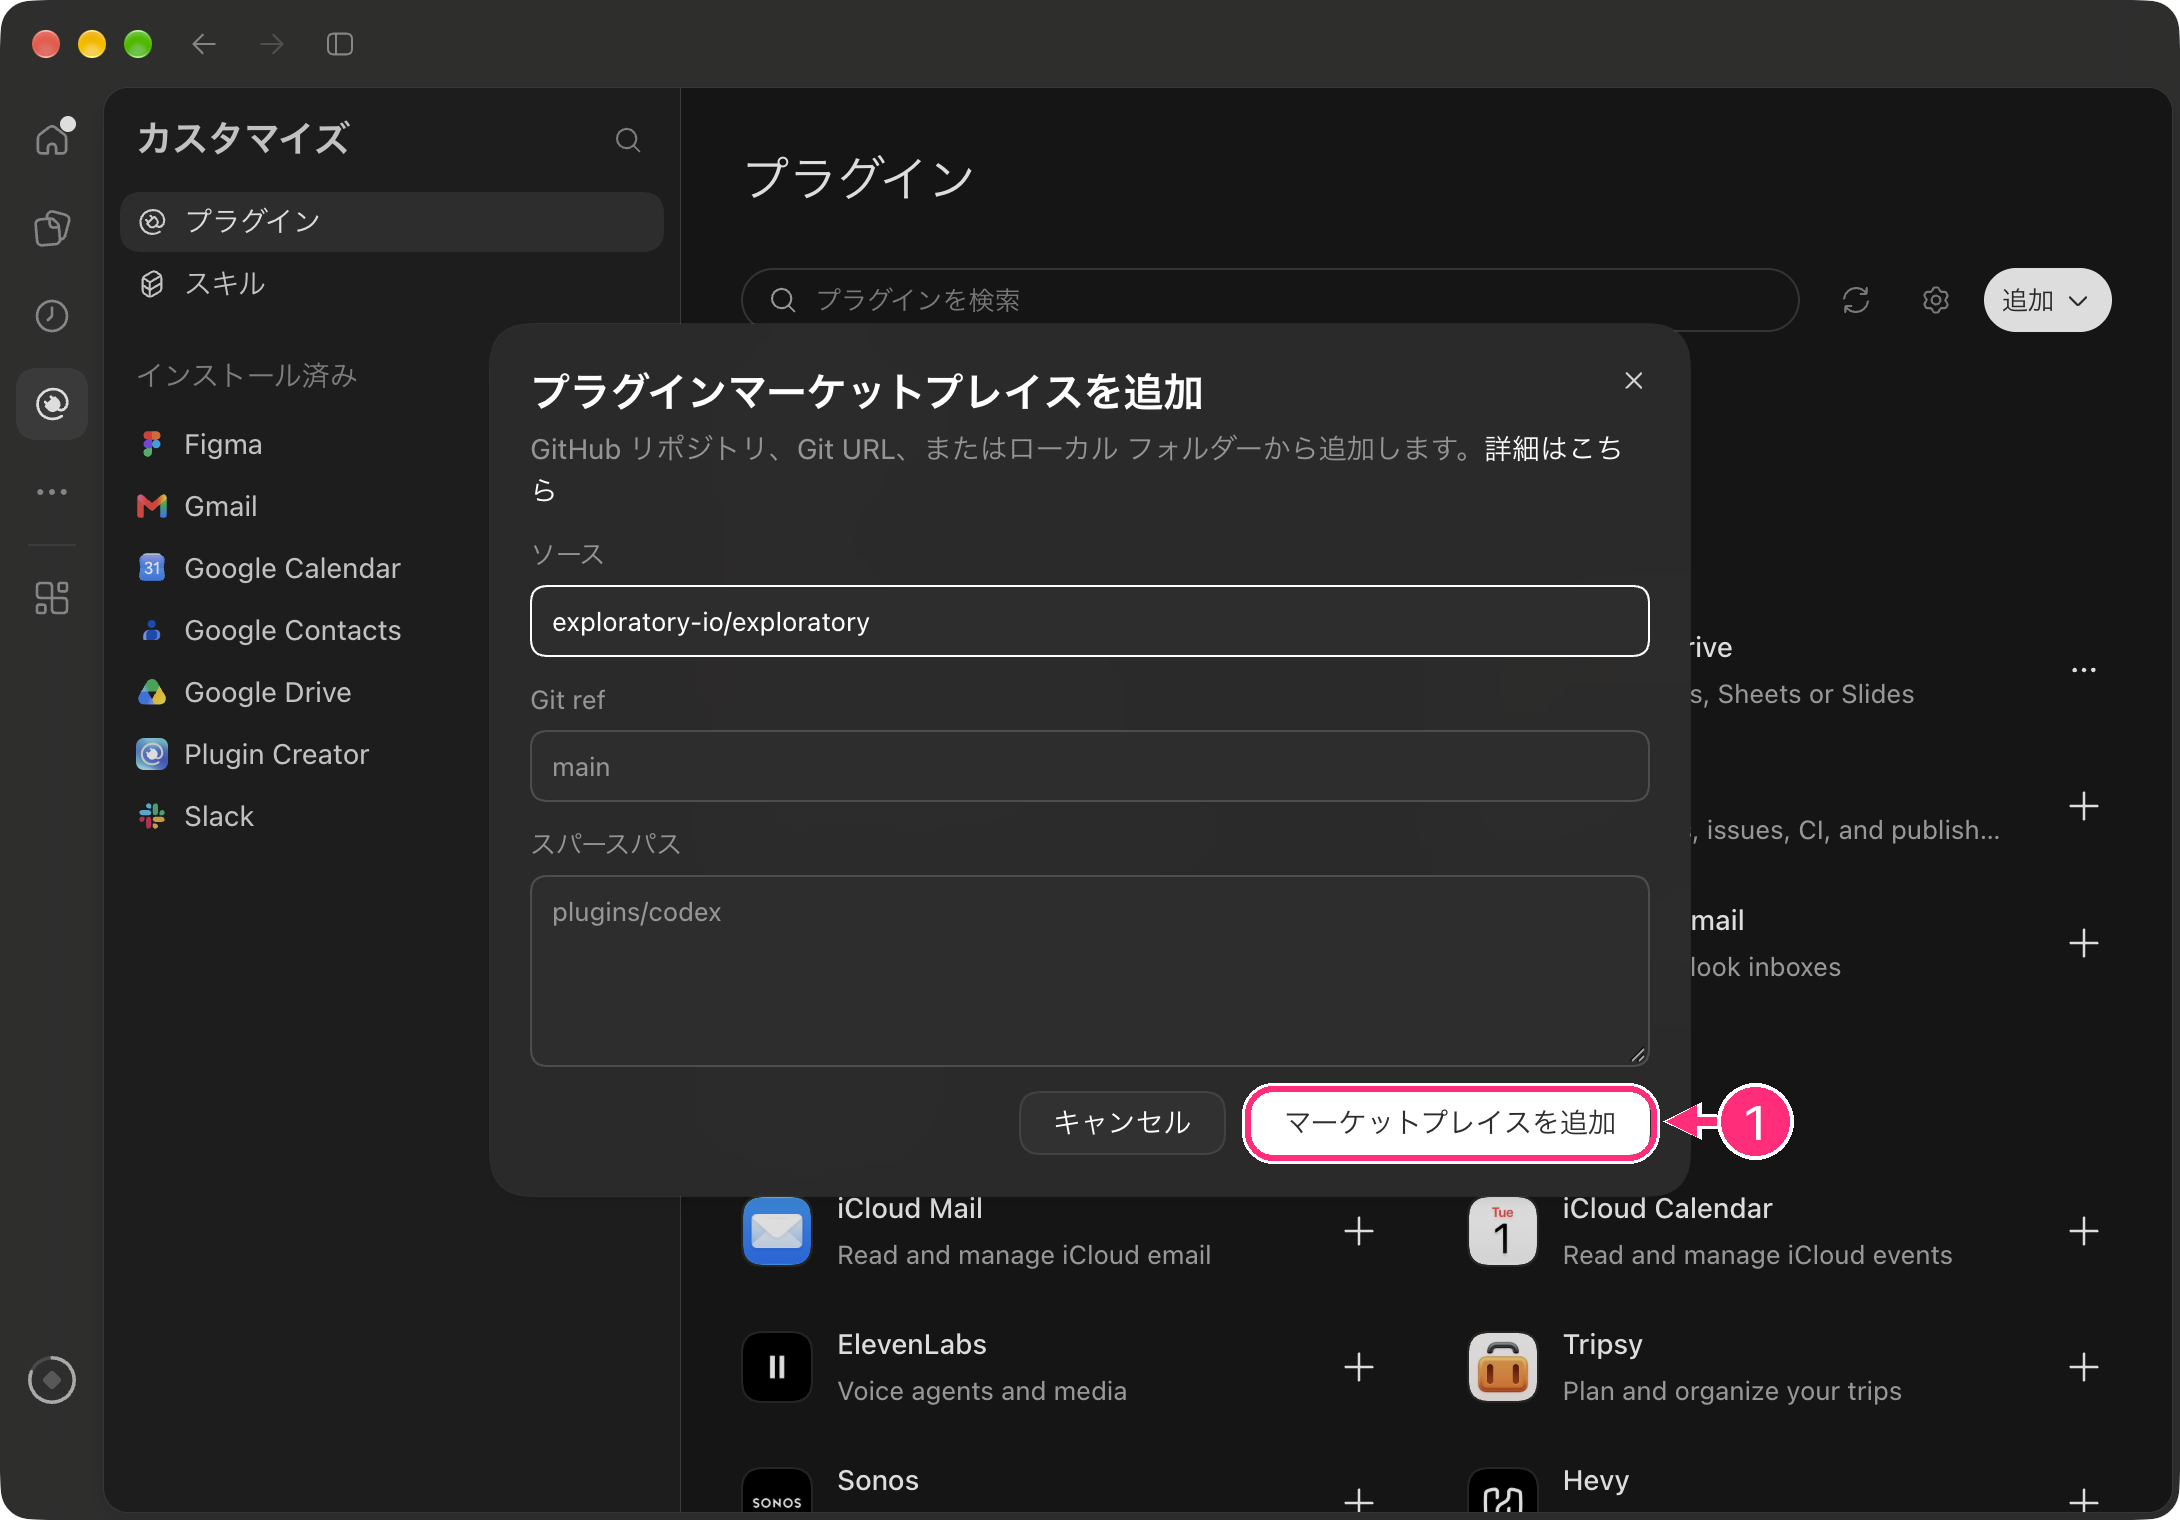 カスタマイズ
プラグイン
スキル
インストール済み
Figma
Gmail
31
Google Calendar
Google Contacts
Google Drive
Plugin Creator
Slack
プラグイン
プラグインを検索
追加
プラグインマーケットプレイスを追加
GitHub リポジトリ、Git URL、またはローカル フォルダーから追加します。詳細はこち
ら
ソース
exploratory-io/exploratory
Git ref
main
スパースパス
plugins/codex
キャンセル
マーケットプレイスを追加
1
rive
s, Sheets or Slides
, issues, CI, and publish...
mail
look inboxes
iCloud Mail
Read and manage iCloud email
Tue
1
iCloud Calendar
Read and manage iCloud events
ElevenLabs
Voice agents and media
Tripsy
Plan and organize your trips
SONOS
Sonos
Hevy